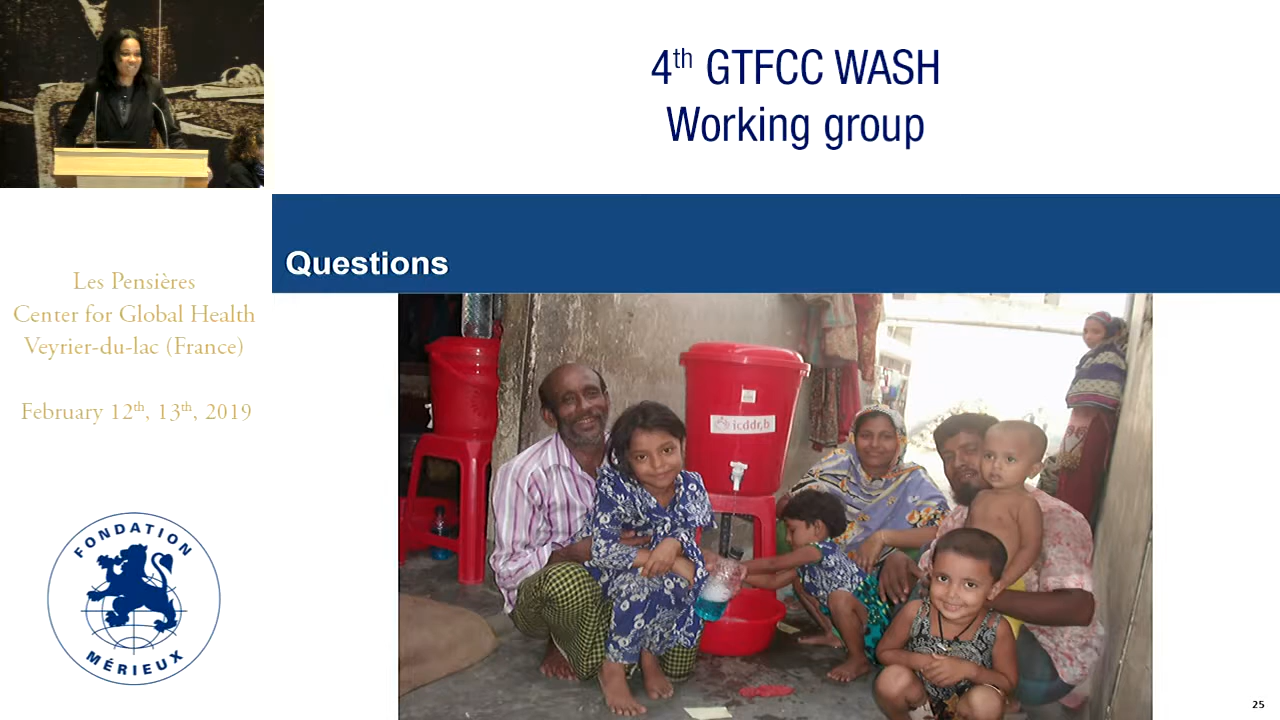 4th GTFCC WASH
Working group
Questions
Les Pensières
Center for Global Health
Veyrier-du-lac (France)
February 12th, 13th, 2019
FONDATION
MÉRIEUX
icddr,b
25